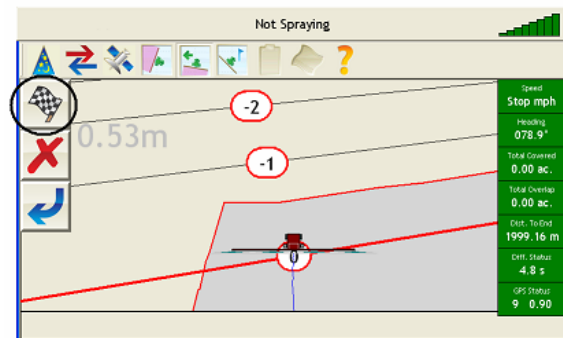 Not Spraying
?
-2
0.53m
-1
0
Speed
Stop mph
Heading
078.9°
Total Covered
0.00 ac.
Total Overlap
0.00 ac.
Dist. To End
1999.16 m
Diff. Status
4.8 s
GPS Status
9 0.90